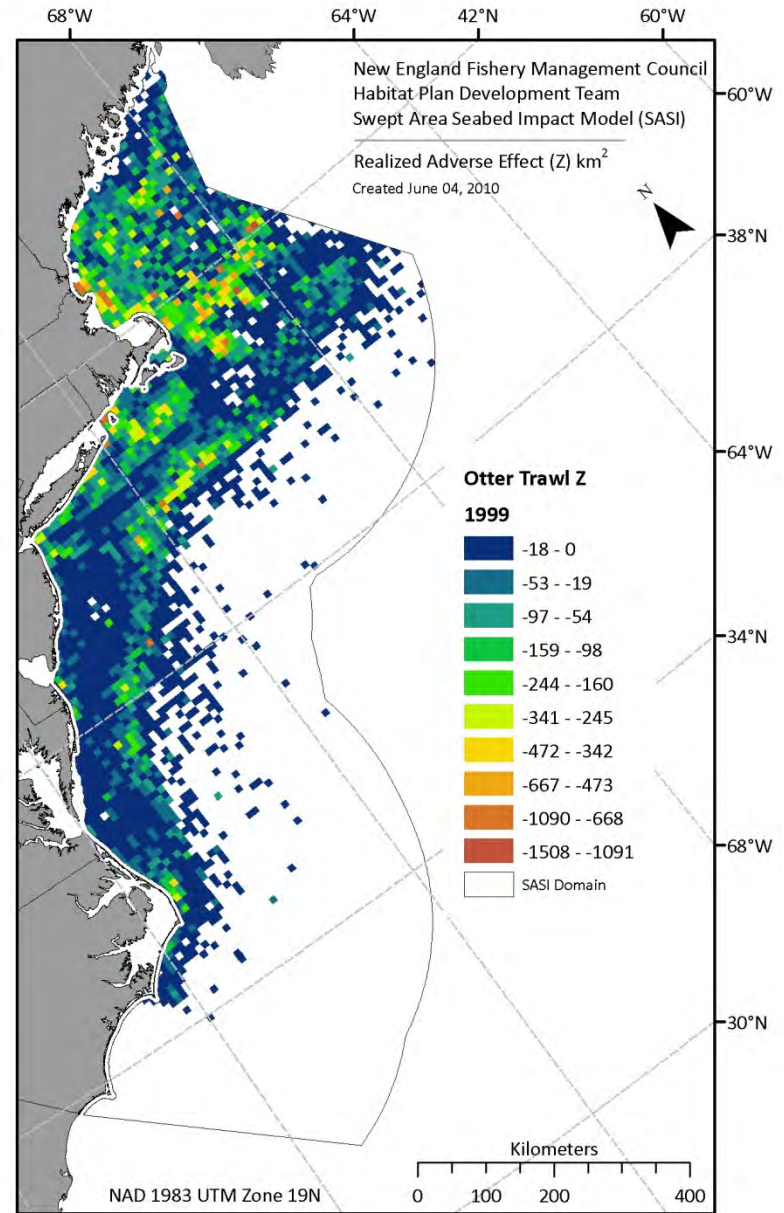 68°W 64°W 42°N 60°W
New England Fishery Management Council
Habitat Plan Development Team
Swept Area Seabed Impact Model (SASI)
Realized Adverse Effect (Z) km²
Created June 04, 2010
N
60°W
38°N
64°W
34°N
68°W
30°N
Otter Trawl Z
1999
-18 - 0
-53 - -19
-97 - -54
-159 - -98
-244 - -160
-341 - -245
-472 - -342
-667 - -473
-1090 - -668
-1508 - -1091
SASI Domain
Kilometers
0 100 200 400
NAD 1983 UTM Zone 19N